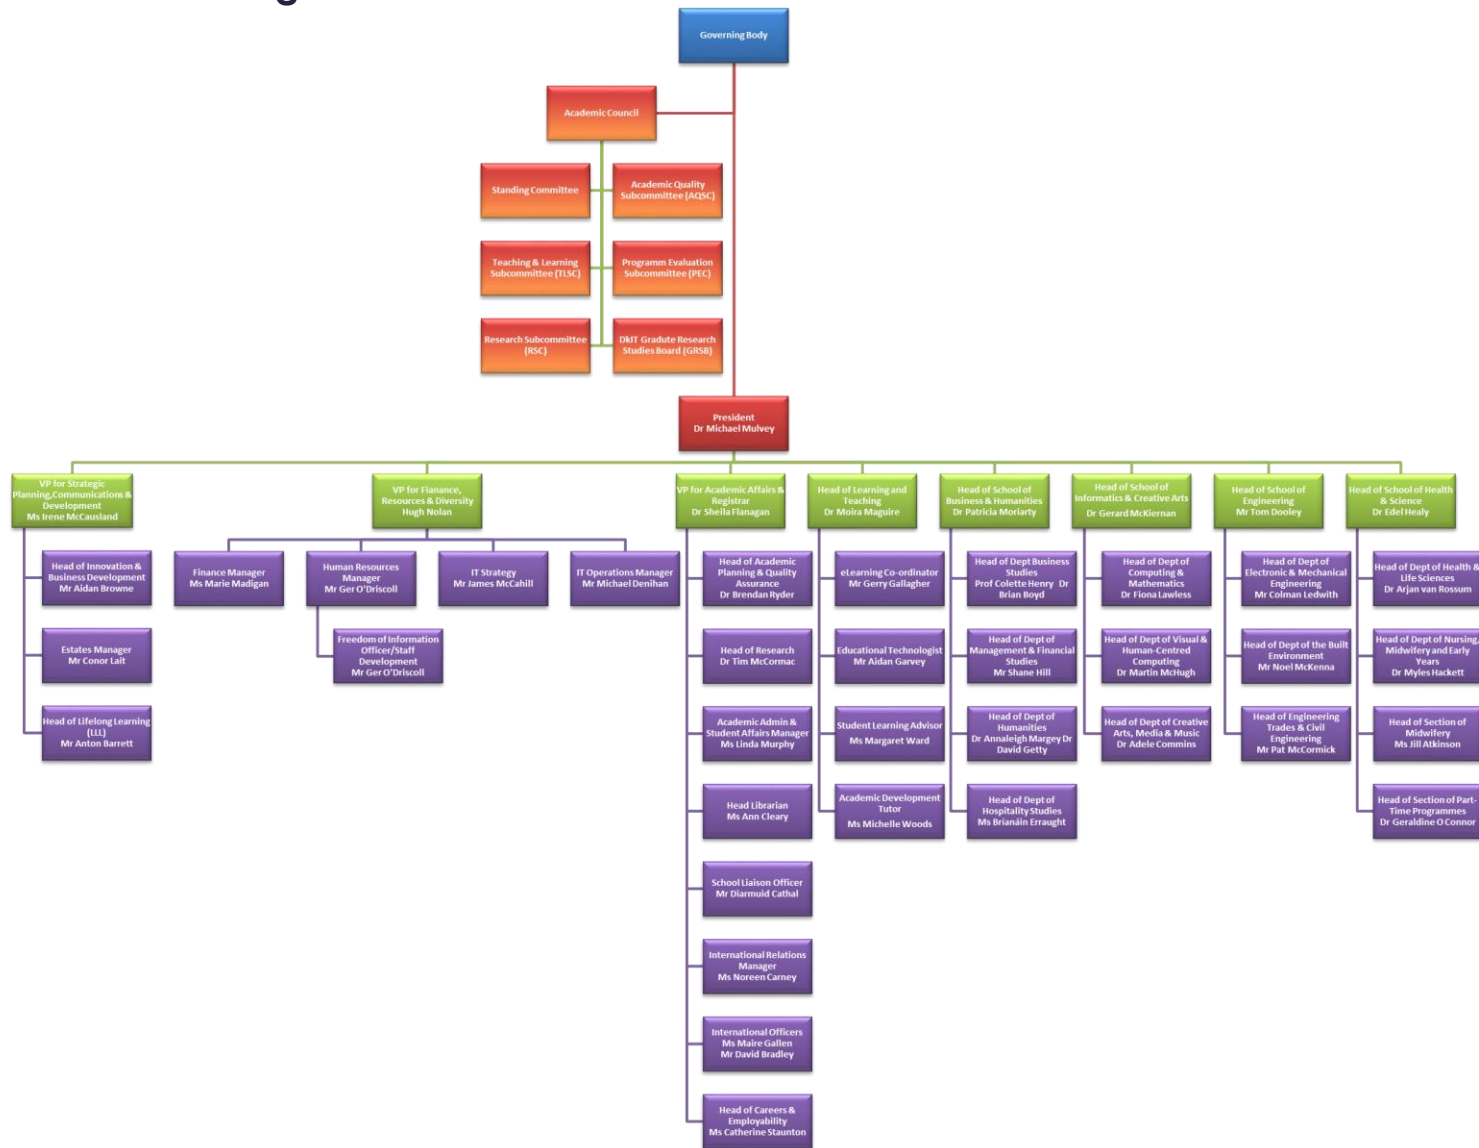 Governing Body
Academic Council
Standing Committee
Academic Quality
Subcommittee (AQSC)
Teaching & Learning
Subcommittee (TLSC)
Programm Evaluation
Subcommittee (PEC)
Research Subcommittee
(RSC)
DkIT Gradute Research
Studies Board (GRSB)
President
Dr Michael Mulvey
VP for Strategic
Planning,Communications &
Development
Ms Irene McCausland
Head of Innovation &
Business Development
Mr Aidan Browne
Estates Manager
Mr Conor Lait
Head of Lifelong Learning
(LLL)
Mr Anton Barrett
VP for Fianance,
Resources & Diversity
Hugh Nolan
Finance Manager
Ms Marie Madigan
Human Resources
Manager
Mr Ger O'Driscoll
Freedom of Information
Officer/Staff
Development
Mr Ger O'Driscoll
IT Strategy
Mr James McCahill
IT Operations Manager
Mr Michael Denihan
VP for Academic Affairs &
Registrar
Dr Sheila Flanagan
Head of Academic
Planning & Quality
Assurance
Dr Brendan Ryder
Head of Research
Dr Tim McCormac
Academic Admin &
Student Affairs Manager
Ms Linda Murphy
Head Librarian
Ms Ann Cleary
School Liaison Officer
Mr Diarmuid Cathal
International Relations
Manager
Ms Noreen Carney
International Officers
Ms Maire Gallen
Mr David Bradley
Head of Careers &
Employability
Ms Catherine Staunton
Head of Learning and
Teaching
Dr Moira Maguire
eLearning Co-ordinator
Mr Gerry Gallagher
Educational Technologist
Mr Aidan Garvey
Student Learning Advisor
Ms Margaret Ward
Academic Development
Tutor
Ms Michelle Woods
Head of School of
Business & Humanities
Dr Patricia Moriarty
Head of Dept Business
Studies
Prof Colette Henry Dr
Brian Boyd
Head of Dept of
Management & Financial
Studies
Mr Shane Hill
Head of Dept of
Humanities
Dr Annaleigh Margey Dr
David Getty
Head of Dept of
Hospitality Studies
Ms Brianáin Erraught
Head of School of
Informatics & Creative Arts
Dr Gerard McKiernan
Head of Dept of
Computing &
Mathematics
Dr Fiona Lawless
Head of Dept of Visual &
Human-Centred
Computing
Dr Martin McHugh
Head of Dept of Creative
Arts, Media & Music
Dr Adele Commins
Head of School of
Engineering
Mr Tom Dooley
Head of Dept of
Electronic & Mechanical
Engineering
Mr Colman Ledwith
Head of Dept of the Built
Environment
Mr Noel McKenna
Head of Engineering
Trades & Civil
Engineering
Mr Pat McCormick
Head of School of Health
& Science
Dr Edel Healy
Head of Dept of Health &
Life Sciences
Dr Arjan van Rossum
Head of Dept of Nursing,
Midwifery and Early
Years
Dr Myles Hackett
Head of Section of
Midwifery
Ms Jill Atkinson
Head of Section of Part-
Time Programmes
Dr Geraldine O Connor